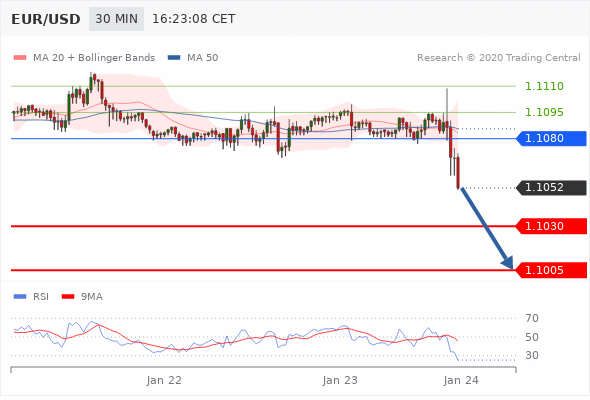 EUR/USD 30 MIN 16:23:08 CET
MA 20 + Bollinger Bands MA 50 Research © 2020 Trading Central
1.1110
1.1095
1.1080
1.1052
1.1030
1.1005
RSI 9MA
70
50
30
Jan 22 Jan 23 Jan 24